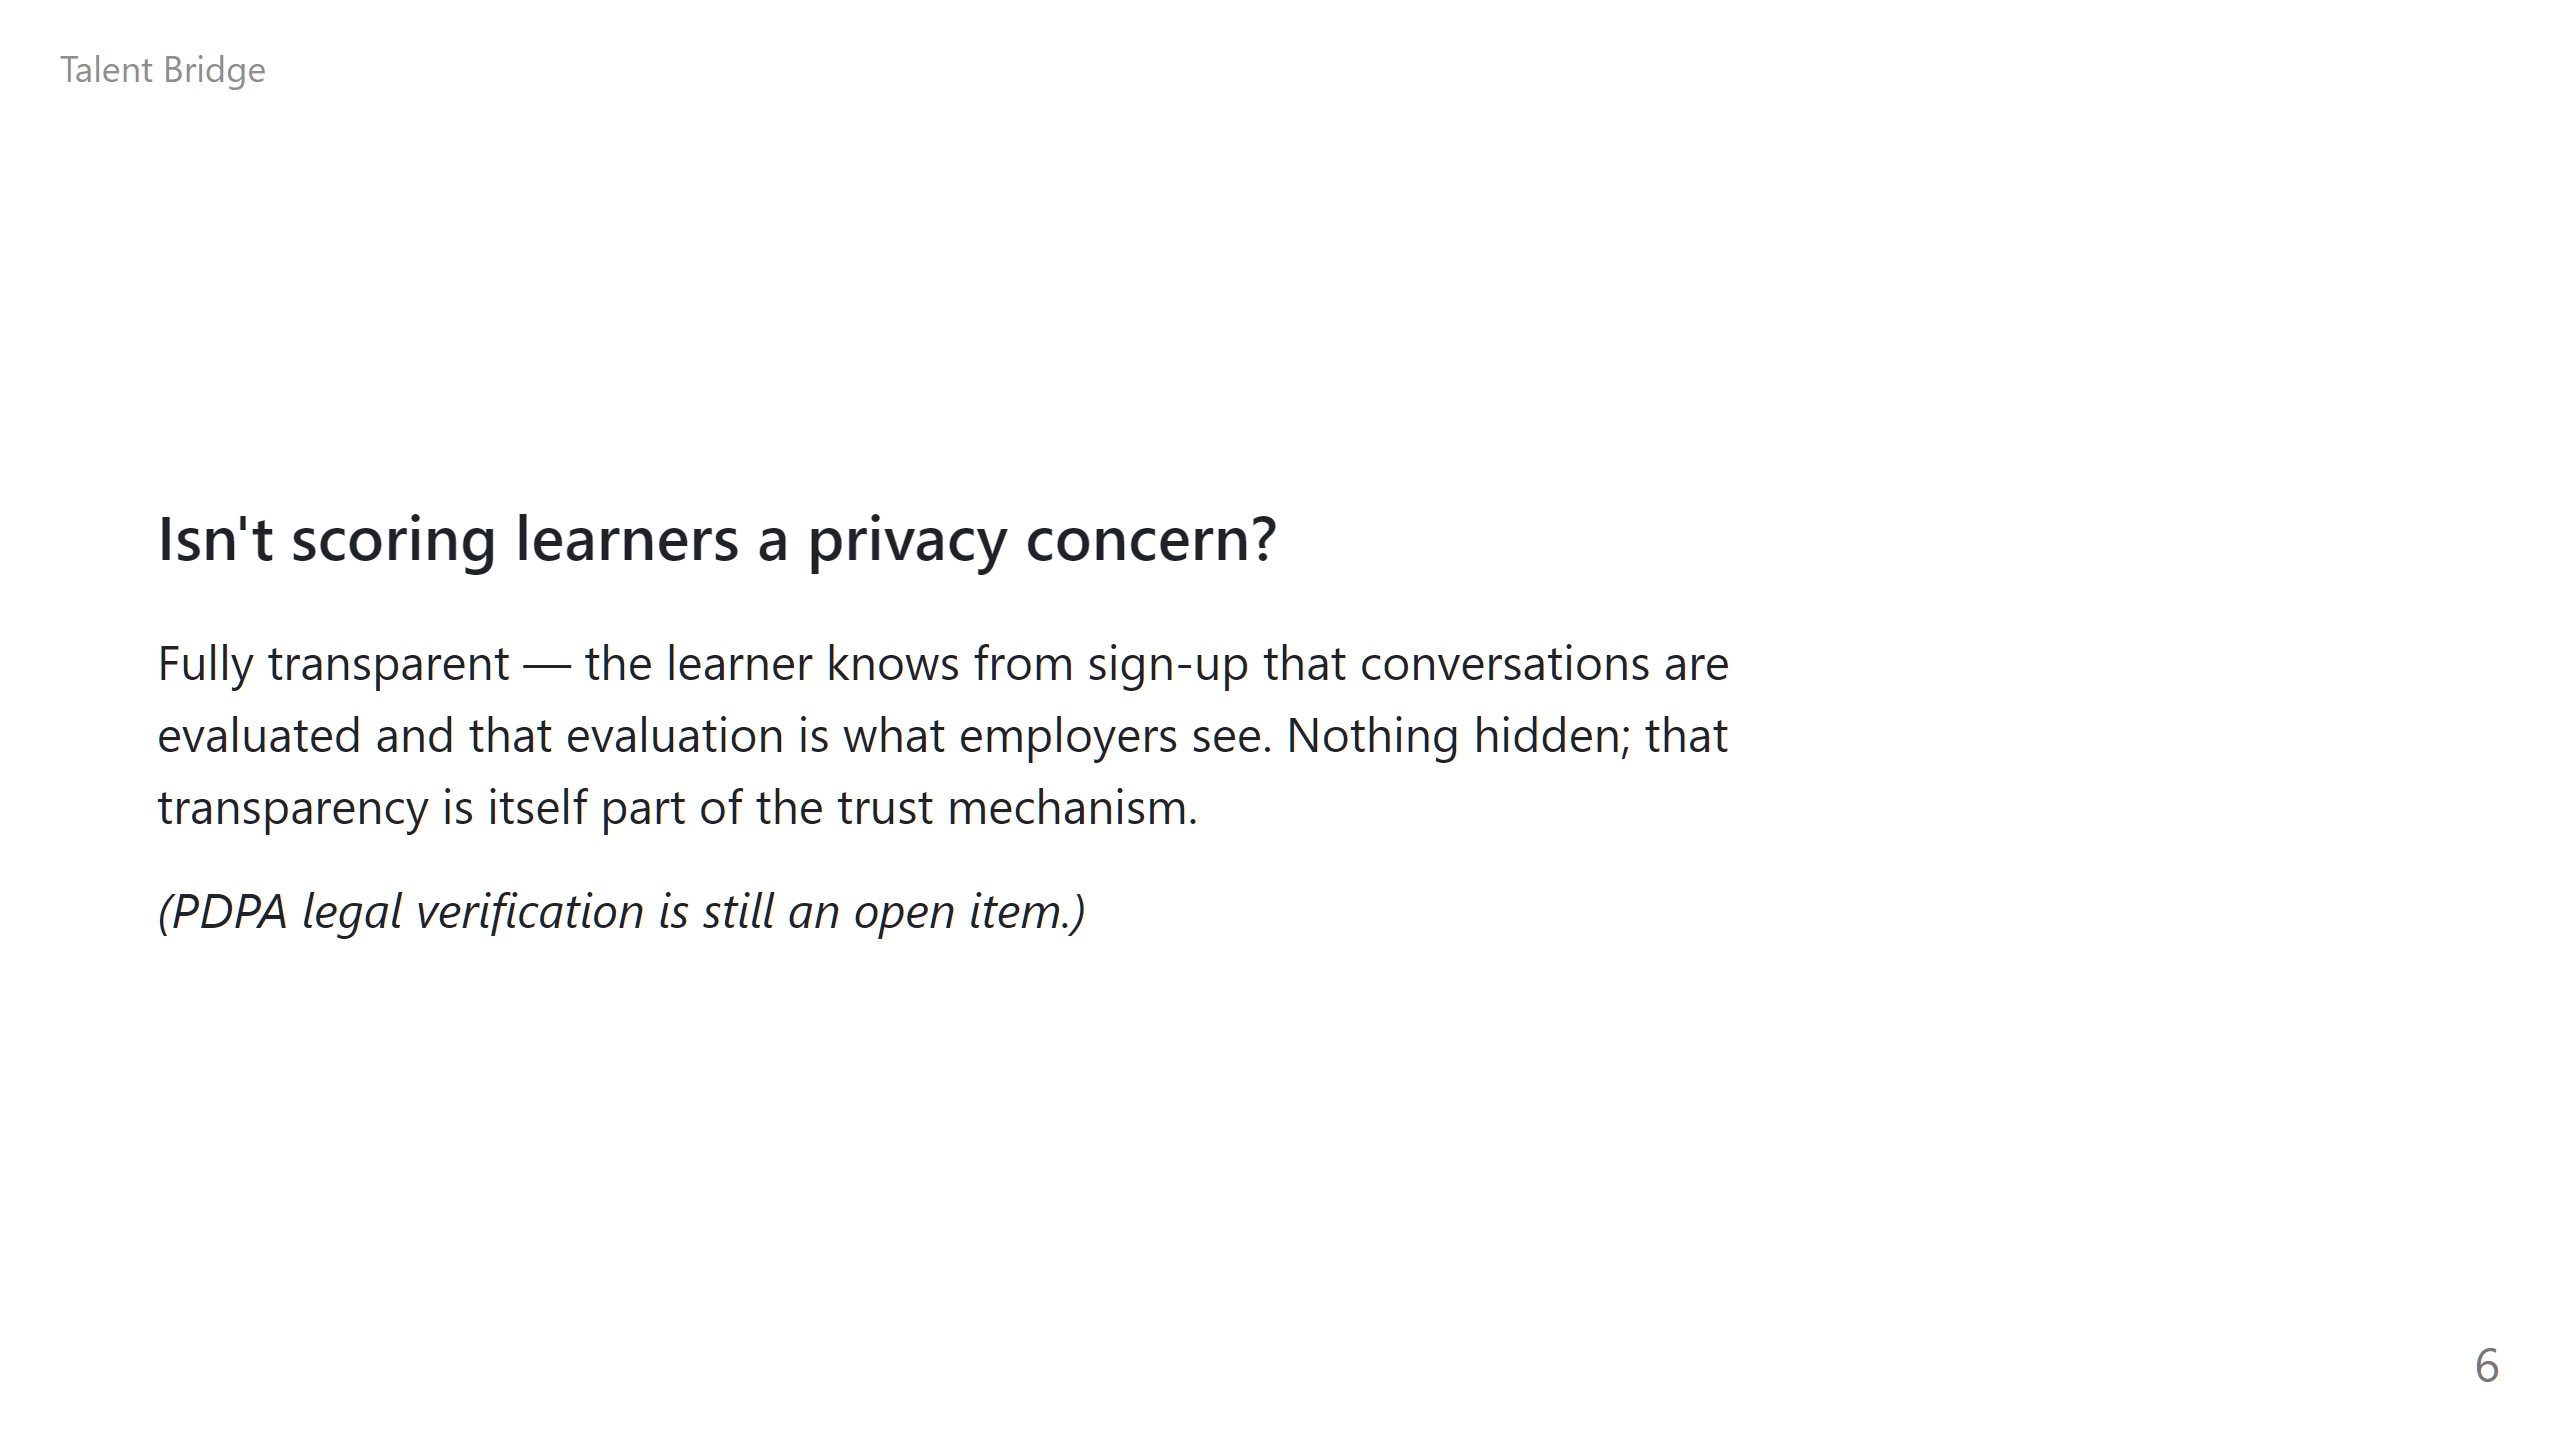 Talent Bridge
Isn't scoring learners a privacy concern?
Fully transparent — the learner knows from sign-up that conversations are
evaluated and that evaluation is what employers see. Nothing hidden; that
transparency is itself part of the trust mechanism.
(PDPA legal verification is still an open item.)
6